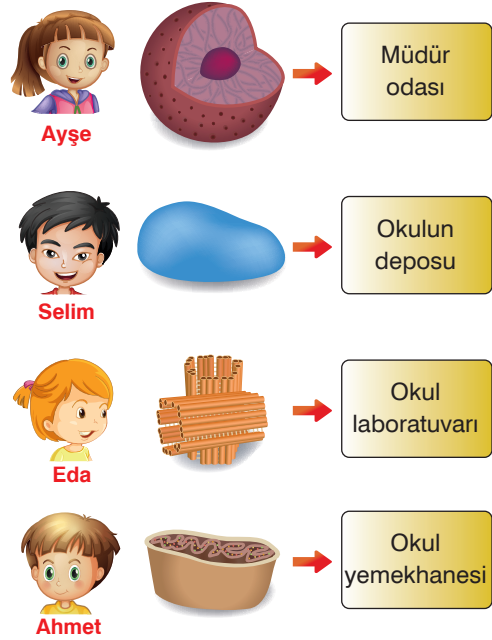 Müdür
odası
Ayşe
Okulun
deposu
Selim
Okul
laboratuvarı
Eda
Okul
yemekhanesi
Ahmet